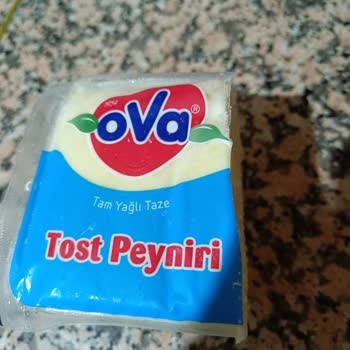 ova®
Tam Yağlı Taze
Tost Peyniri